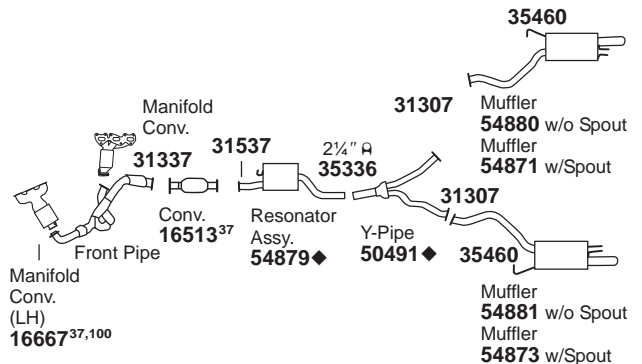 35460
Manifold
Conv.
31337
31537
2¼″
35336
31307
Muffler
54880 w/o Spout
Muffler
54871 w/Spout
31307
Front Pipe
Conv.
16513³⁷
Resonator
Assy.
54879◆
Y-Pipe
50491◆
35460
Manifold
Conv.
(LH)
16667³⁷,¹⁰⁰
Muffler
54881 w/o Spout
Muffler
54873 w/Spout